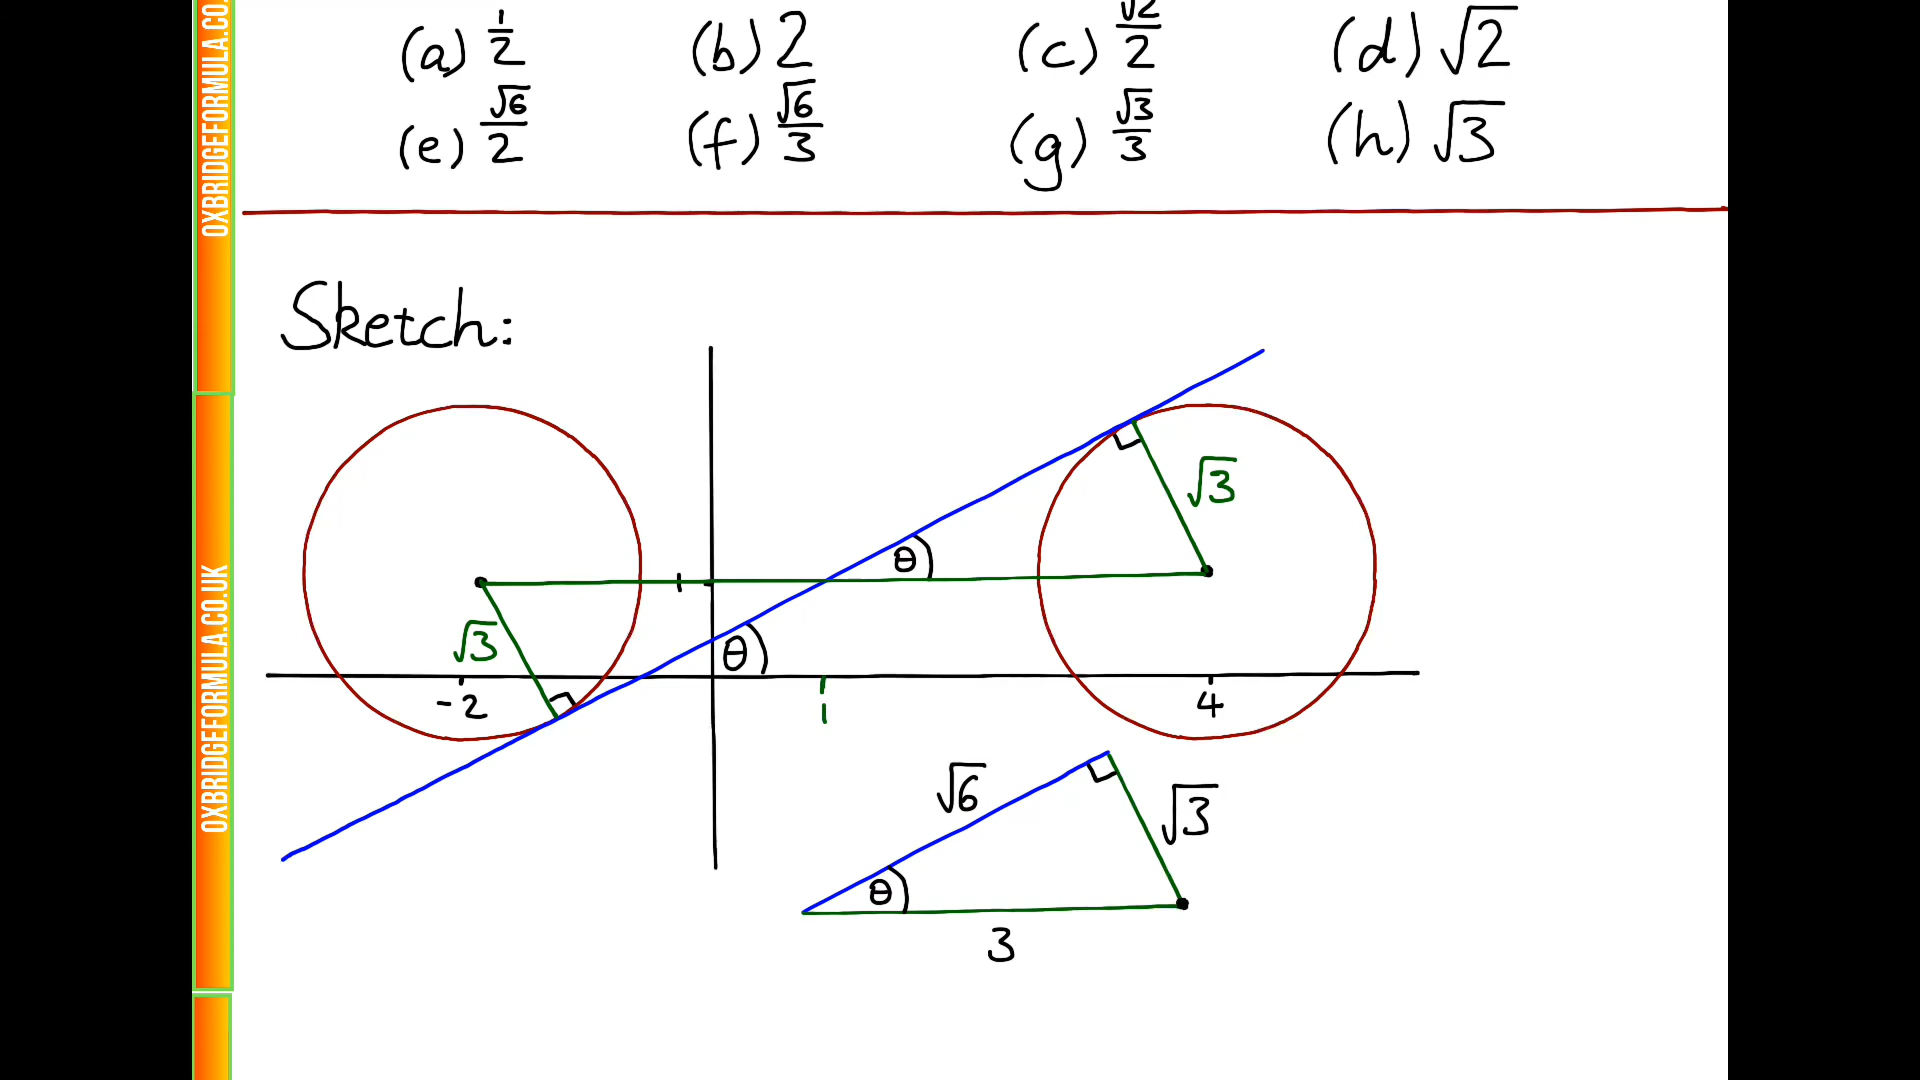 (a) 1/2 (b) 2 (c) √2/2 (d) √2
(e) √6/2 (f) √6/3 (g) √3/3 (h) √3
Sketch:
√3
θ
√3
θ
-2
1
4
√6
√3
θ
3
OXBRIDGEFORMULA.CO.
OXBRIDGEFORMULA.CO.UK